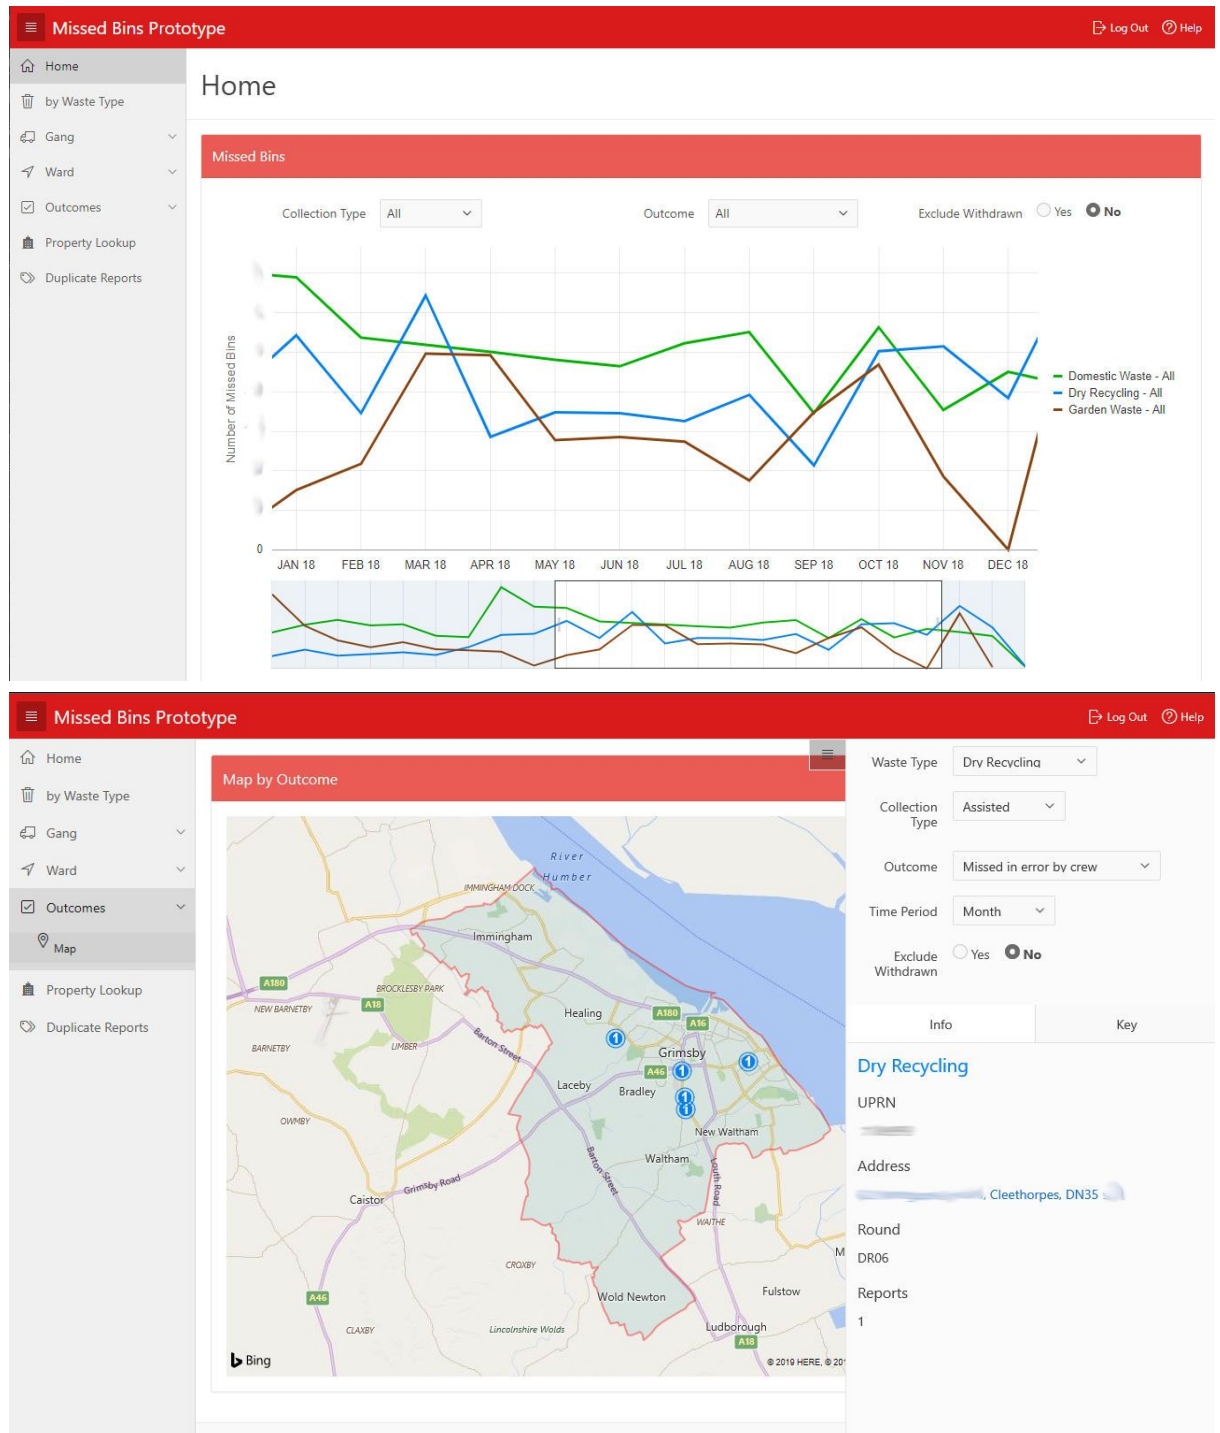 Missed Bins Prototype
Log Out Help
Home
by Waste Type
Gang
Ward
Outcomes
Property Lookup
Duplicate Reports
Home
Missed Bins
Collection Type All
Outcome All
Exclude Withdrawn Yes No
Number of Missed Bins
0
JAN 18 FEB 18 MAR 18 APR 18 MAY 18 JUN 18 JUL 18 AUG 18 SEP 18 OCT 18 NOV 18 DEC 18
Domestic Waste - All
Dry Recycling - All
Garden Waste - All
Missed Bins Prototype
Log Out Help
Home
by Waste Type
Gang
Ward
Outcomes
Map
Property Lookup
Duplicate Reports
Map by Outcome
River
Humber
IMMINGHAM DOCK
Immingham
A180
BROCKLESBY PARK
A18
NEW BARNETBY
Healing
A180
A16
BARNETBY
LIMBER
Barton Street
1
Grimsby
1
A46
1
Laceby
Bradley
1
1
OWMBY
New Waltham
Barton Street
Waltham
Louth Road
Grimsby Road
Caistor
WAITHE
M
CROXBY
A46
Wold Newton
Fulstow
CLAXBY
Lincolnshire Wolds
Ludborough
A18
Bing
© 2019 HERE, © 20
Waste Type Dry Recycling
Collection
Type
Assisted
Outcome Missed in error by crew
Time Period Month
Exclude
Withdrawn
Yes No
Info Key
Dry Recycling
UPRN
Address
, Cleethorpes, DN35
Round
DR06
Reports
1